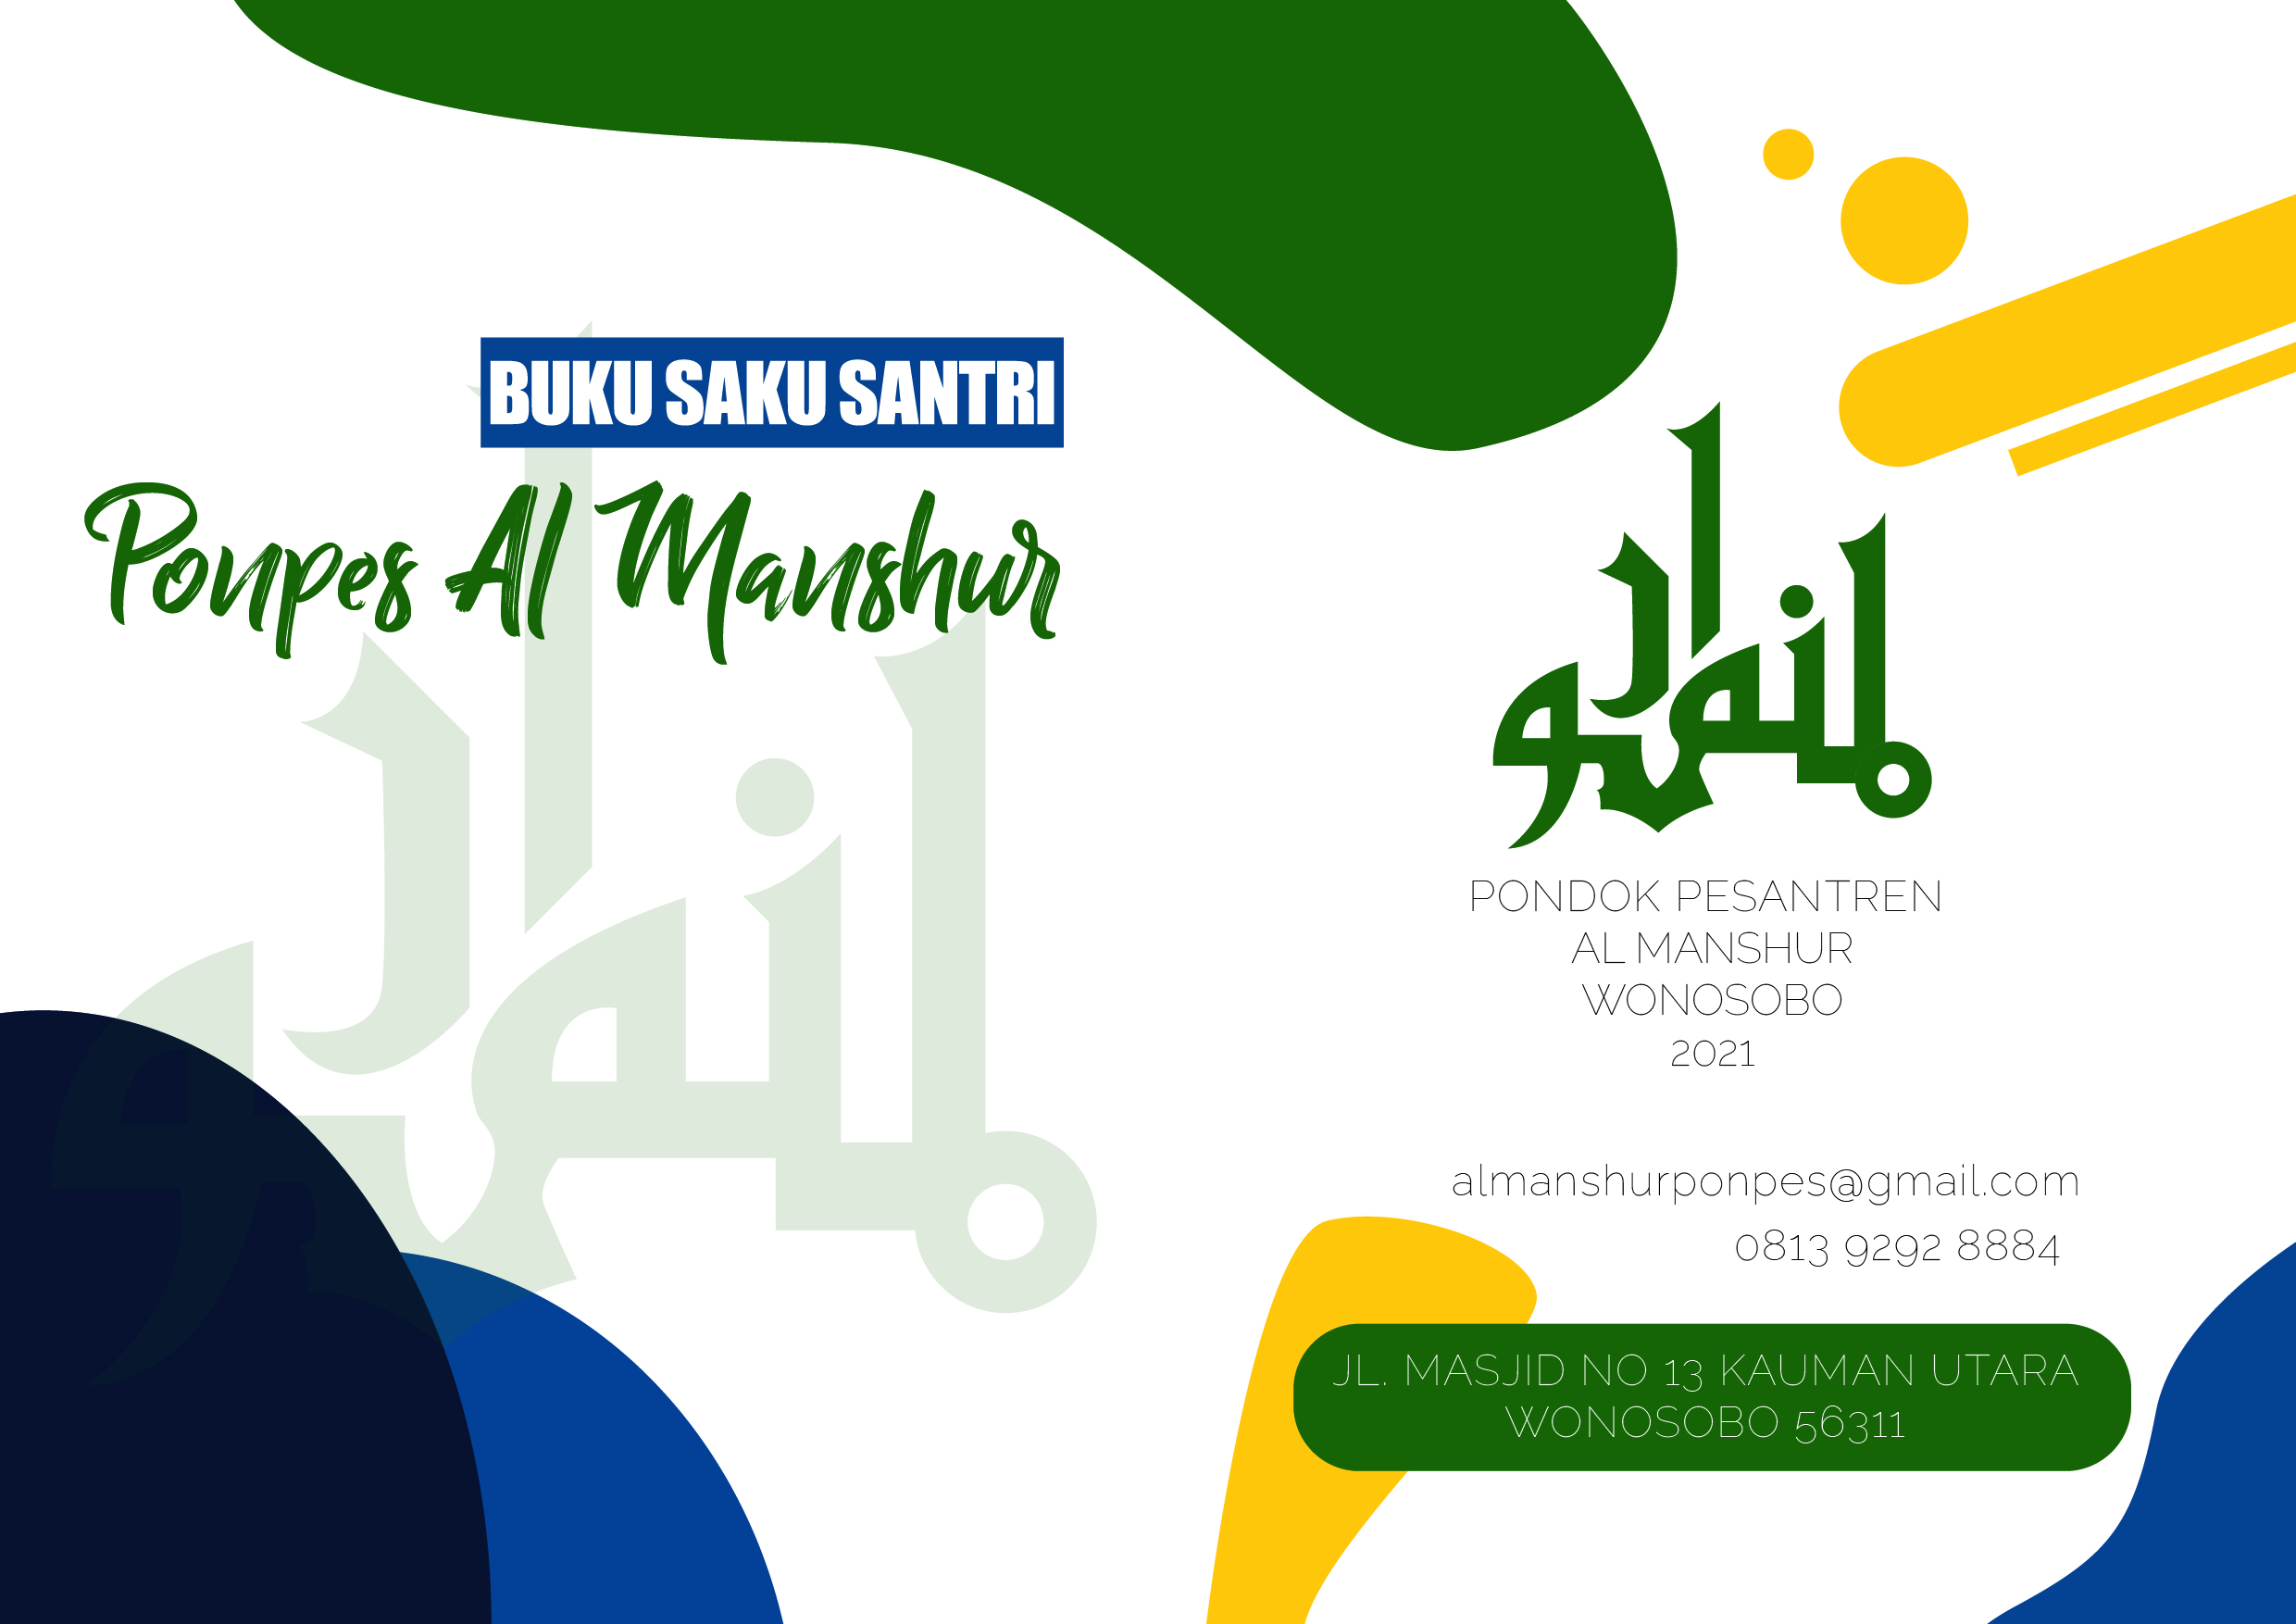 BUKU SAKU SANTRI
Ponpes Al Manshur
PONDOK PESANTREN
AL MANSHUR
WONOSOBO
2021
almanshurponpes@gmail.com
0813 9292 8884
JL. MASJID NO 13 KAUMAN UTARA
WONOSOBO 56311